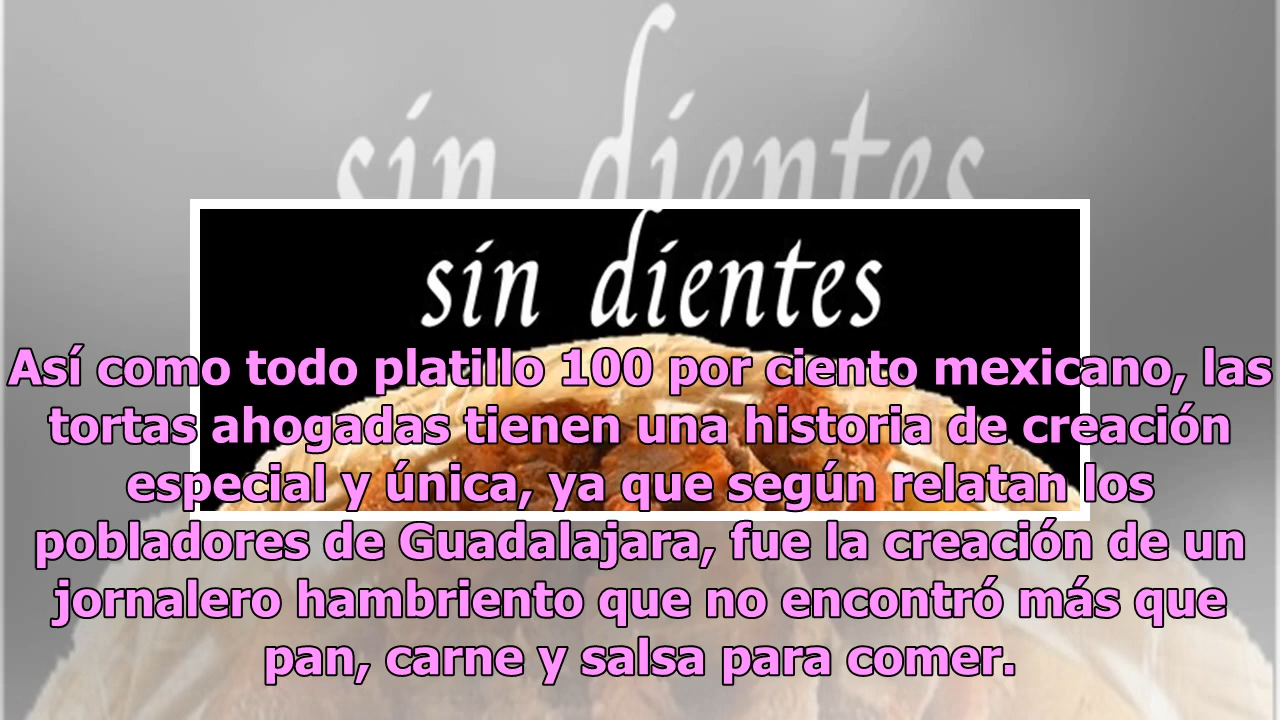 sin dientes
sin dientes
Así como todo platillo 100 por ciento mexicano, las
tortas ahogadas tienen una historia de creación
especial y única, ya que según relatan los
pobladores de Guadalajara, fue la creación de un
jornalero hambriento que no encontró más que
pan, carne y salsa para comer.